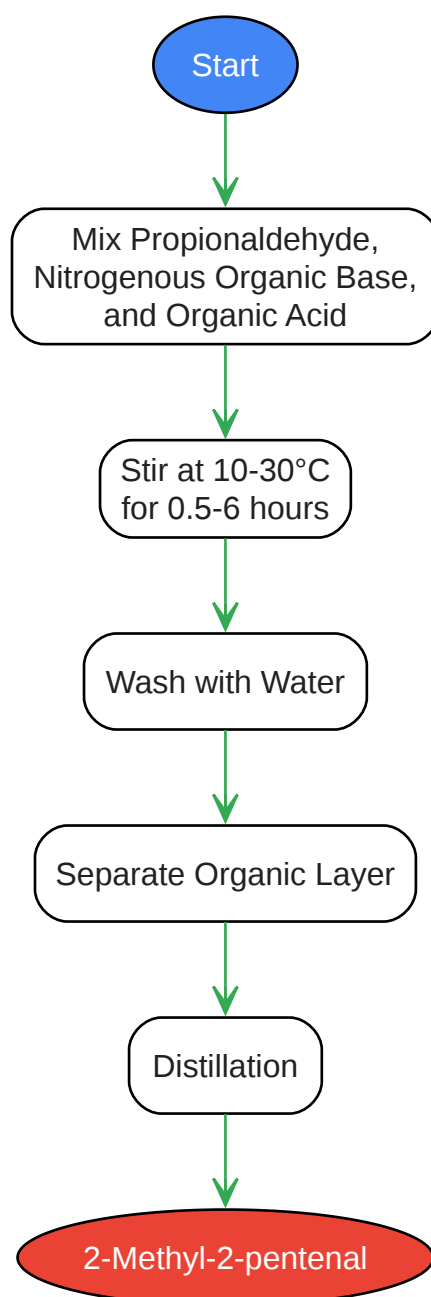 Start
Mix Propionaldehyde,
Nitrogenous Organic Base,
and Organic Acid
Stir at 10-30°C
for 0.5-6 hours
Wash with Water
Separate Organic Layer
Distillation
2-Methyl-2-pentenal